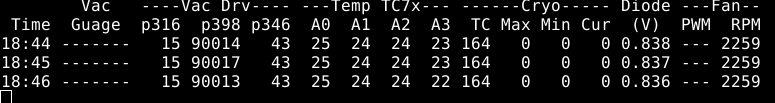 Vac ----Vac Drv---- ---Temp TC7x--- ------Cryo----- Diode ---Fan--
Time Guage p316 p398 p346 A0 A1 A2 A3 TC Max Min Cur (V) PWM RPM
18:44 ------- 15 90014 43 25 24 24 23 164 0 0 0 0.838 --- 2259
18:45 ------- 15 90017 43 25 24 24 23 164 0 0 0 0.837 --- 2259
18:46 ------- 15 90013 43 25 24 24 22 164 0 0 0 0.836 --- 2259